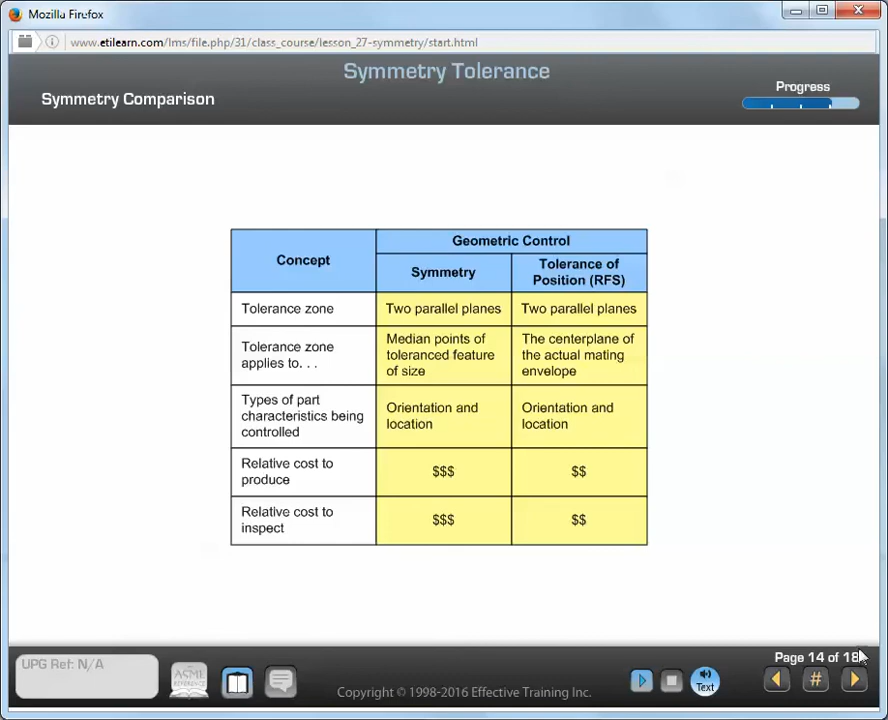 Mozilla Firefox
www.etilearn.com/lms/file.php/31/class_course/lesson_27-symmetry/start.html
Symmetry Tolerance
Symmetry Comparison
Progress
Concept
Geometric Control
Symmetry
Tolerance of
Position (RFS)
Tolerance zone
Two parallel planes
Two parallel planes
Tolerance zone
applies to. . .
Median points of
toleranced feature
of size
The centerplane of
the actual mating
envelope
Types of part
characteristics being
controlled
Orientation and
location
Orientation and
location
Relative cost to
produce
$$$
$$
Relative cost to
inspect
$$$
$$
UPG Ref: N/A
ASME
REFERENCE
Copyright © 1998-2016 Effective Training Inc.
Text
Page 14 of 18
#